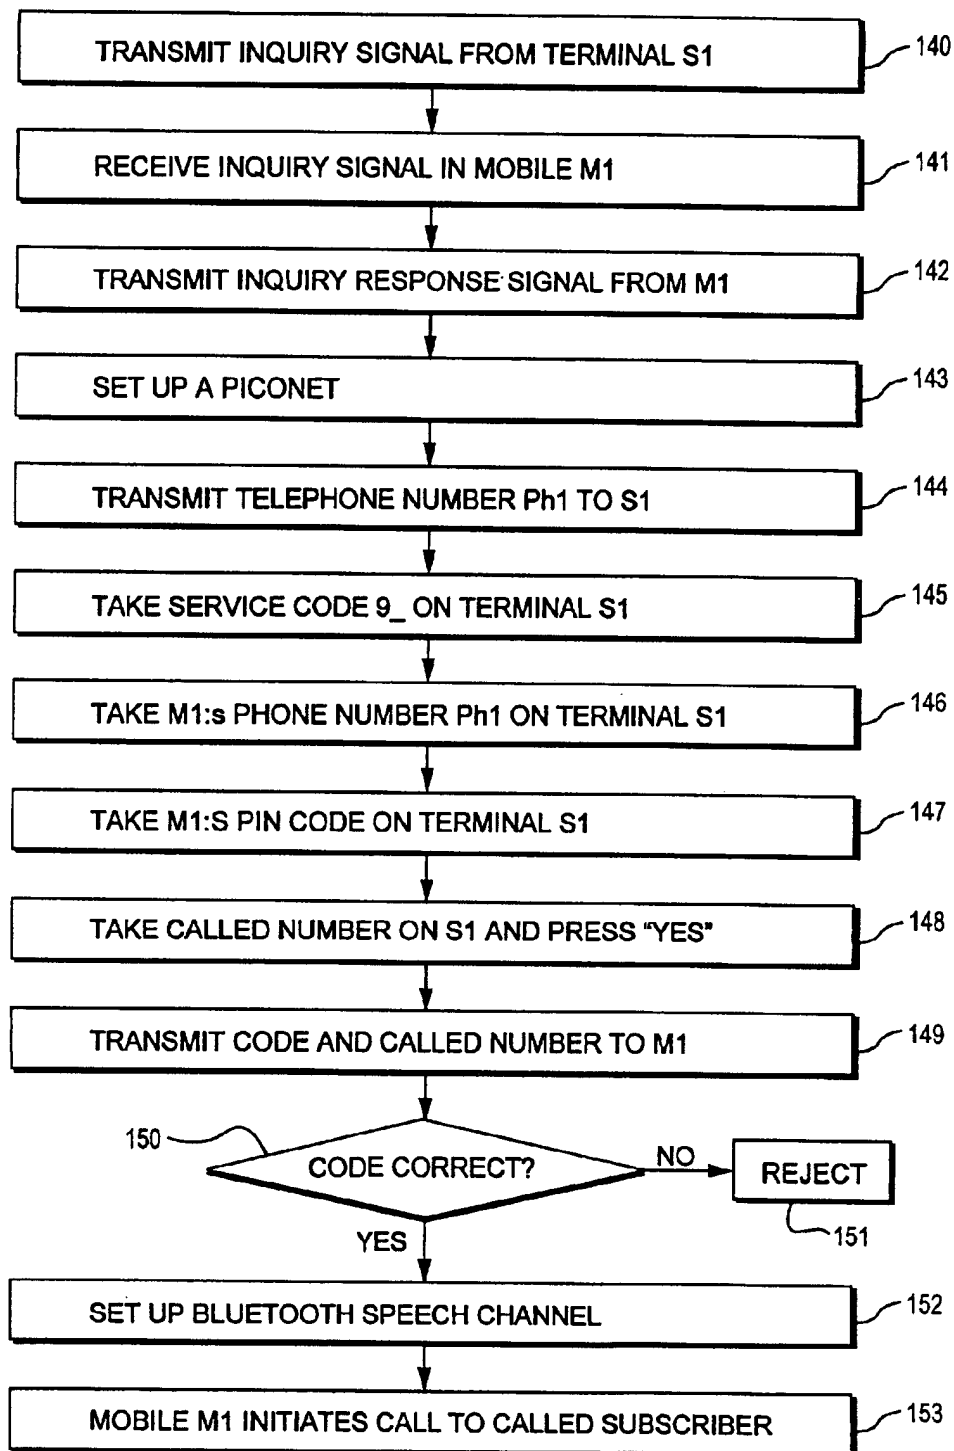 TRANSMIT INQUIRY SIGNAL FROM TERMINAL S1
140
RECEIVE INQUIRY SIGNAL IN MOBILE M1
141
TRANSMIT INQUIRY RESPONSE SIGNAL FROM M1
142
SET UP A PICONET
143
TRANSMIT TELEPHONE NUMBER Ph1 TO S1
144
TAKE SERVICE CODE 9_ ON TERMINAL S1
145
TAKE M1:s PHONE NUMBER Ph1 ON TERMINAL S1
146
TAKE M1:S PIN CODE ON TERMINAL S1
147
TAKE CALLED NUMBER ON S1 AND PRESS "YES"
148
TRANSMIT CODE AND CALLED NUMBER TO M1
149
150
CODE CORRECT?
NO
REJECT
151
YES
SET UP BLUETOOTH SPEECH CHANNEL
152
MOBILE M1 INITIATES CALL TO CALLED SUBSCRIBER
153